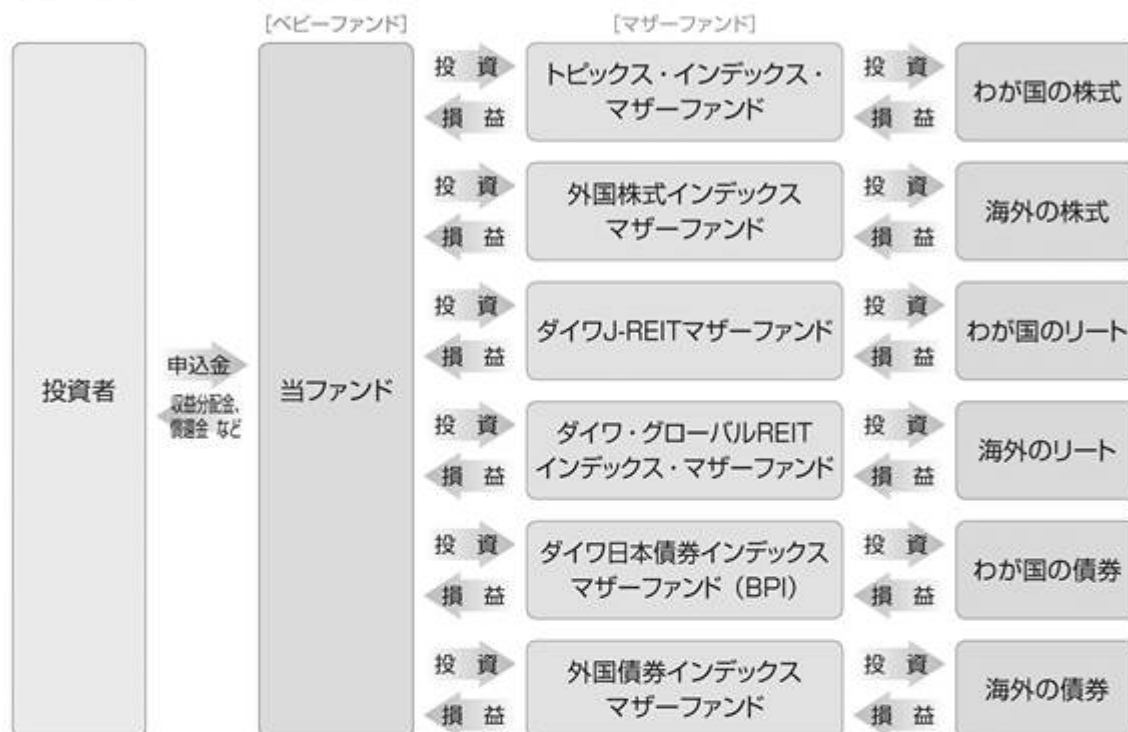 [ベビーファンド]
[マザーファンド]
投資者
申込金
収益分配金、
償還金 など
当ファンド
投 資
損 益
トピックス・インデックス・
マザーファンド
投 資
損 益
わが国の株式
投 資
損 益
外国株式インデックス
マザーファンド
投 資
損 益
海外の株式
投 資
損 益
ダイワJ-REITマザーファンド
投 資
損 益
わが国のリート
投 資
損 益
ダイワ・グローバルREIT
インデックス・マザーファンド
投 資
損 益
海外のリート
投 資
損 益
ダイワ日本債券インデックス
マザーファンド（BPI）
投 資
損 益
わが国の債券
投 資
損 益
外国債券インデックス
マザーファンド
投 資
損 益
海外の債券